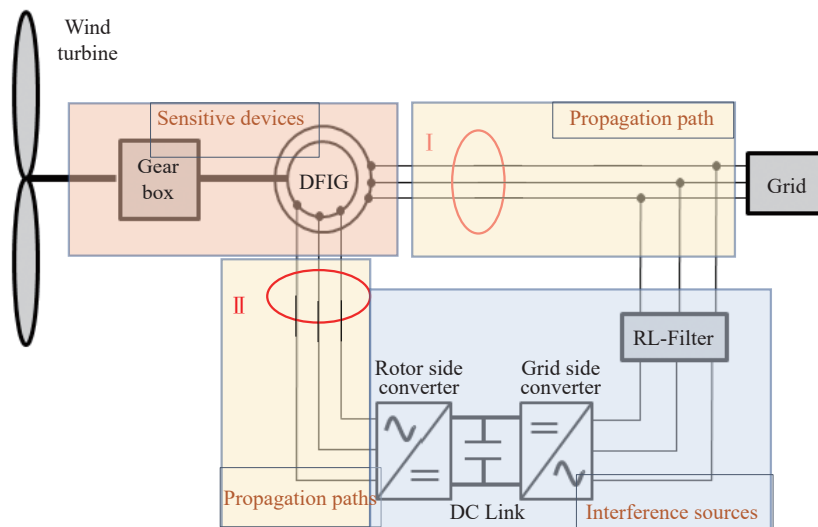 Wind
turbine
Sensitive devices
Propagation path
I
Gear
box
DFIG
Grid
II
RL-Filter
Rotor side
converter
Grid side
converter
Propagation paths
DC Link
Interference sources